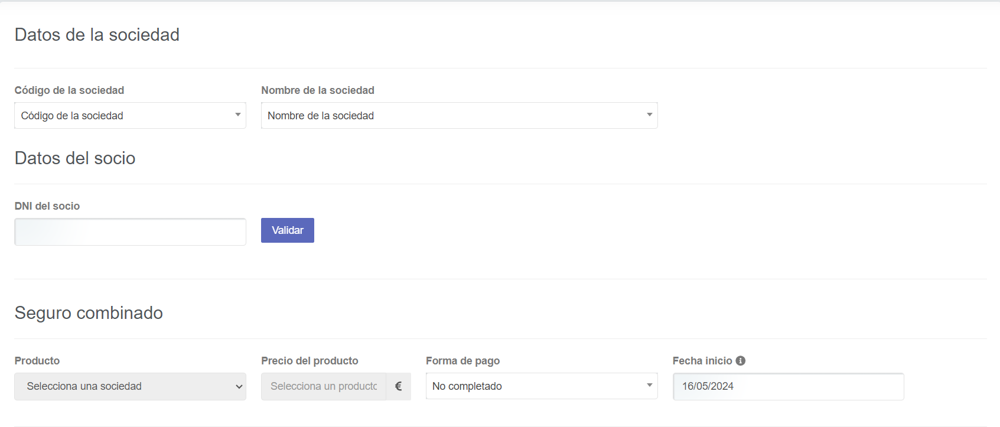 Datos de la sociedad
Código de la sociedad
Nombre de la sociedad
Código de la sociedad
Nombre de la sociedad
Datos del socio
DNI del socio
Validar
Seguro combinado
Producto
Precio del producto
Forma de pago
Fecha inicio
Selecciona una sociedad
Selecciona un producto
€
No completado
16/05/2024